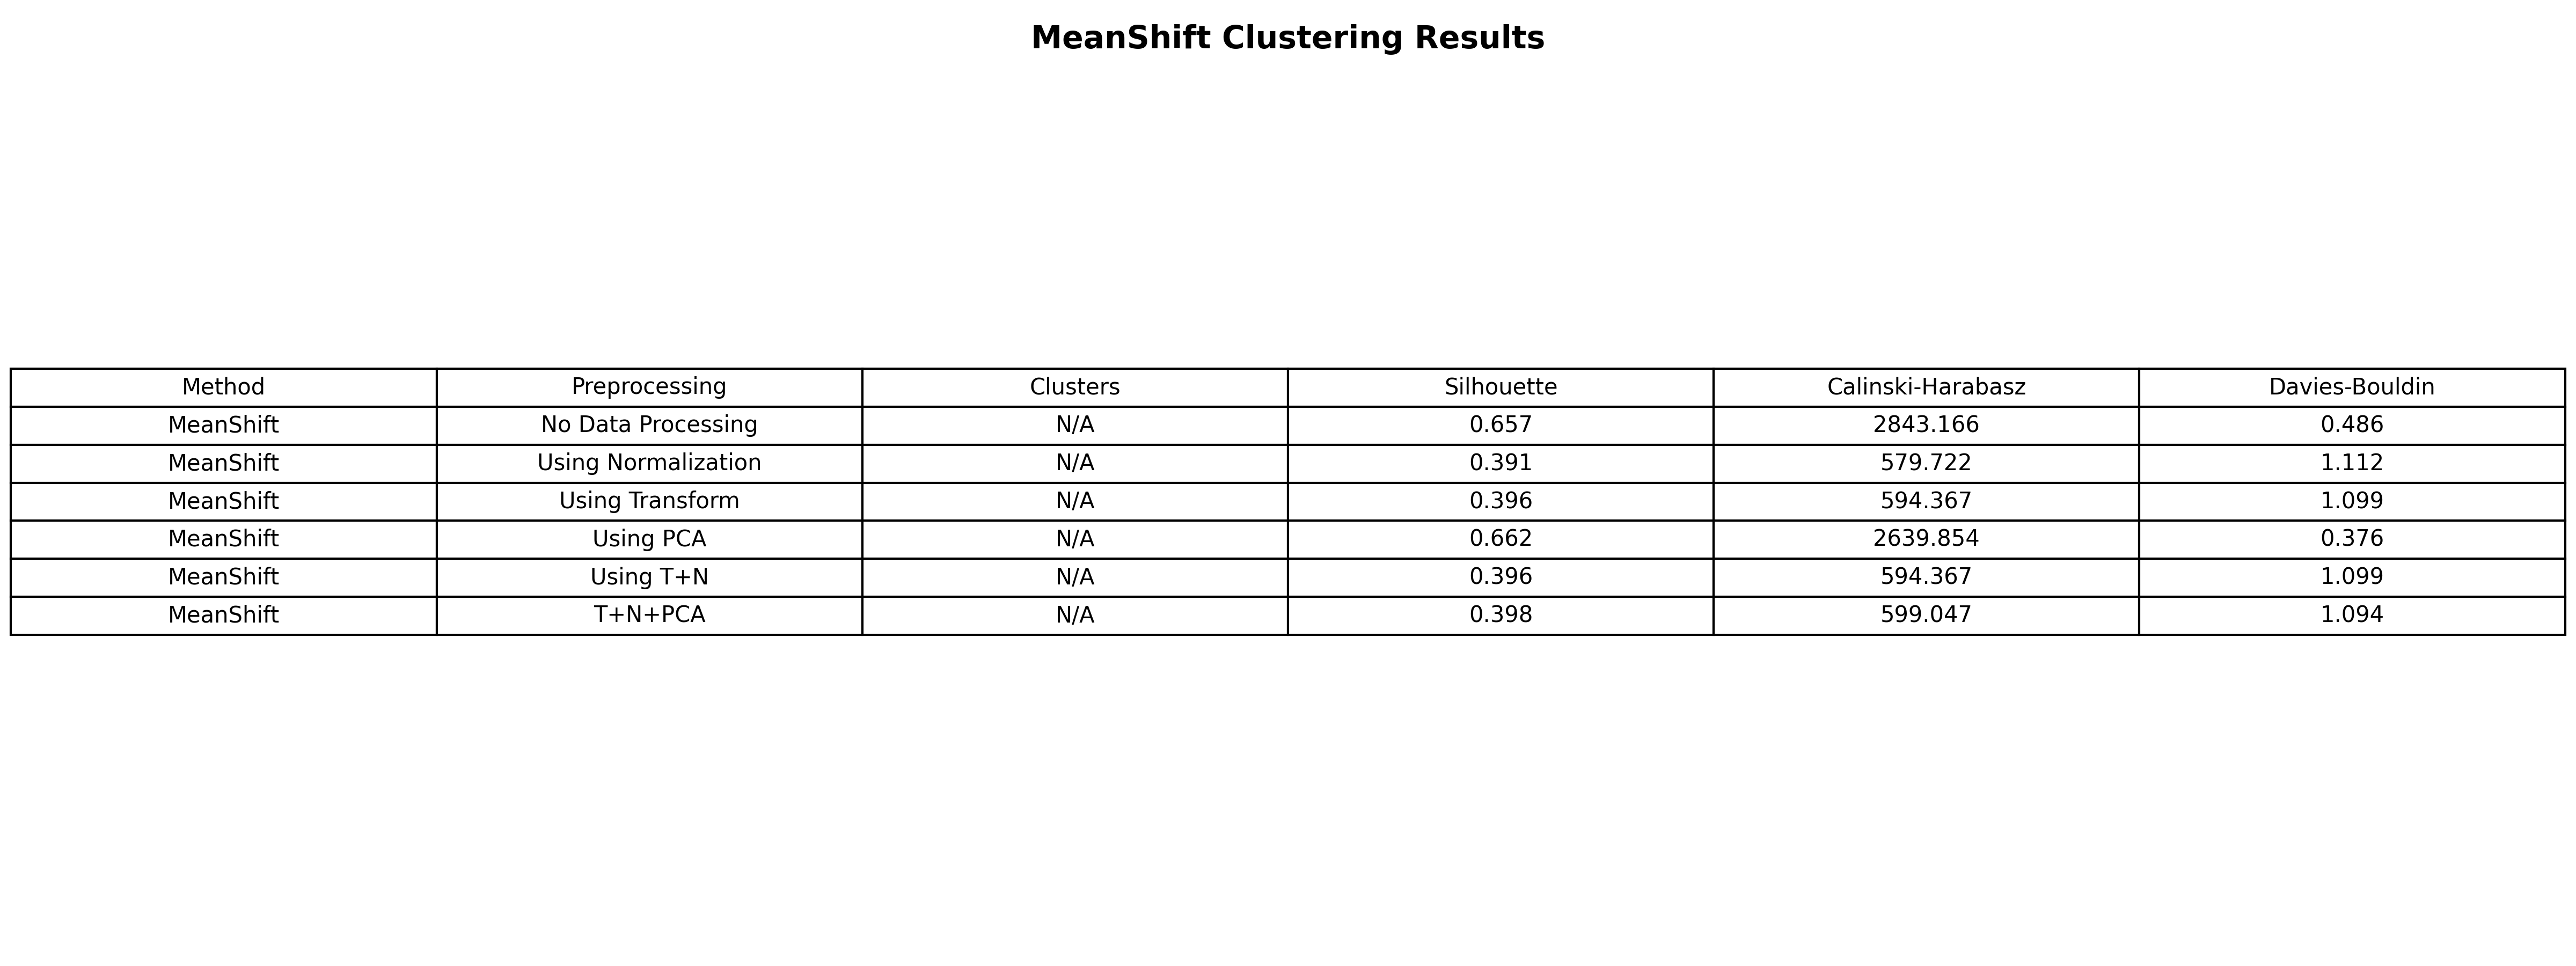 MeanShift Clustering Results
Method Preprocessing Clusters Silhouette Calinski-Harabasz Davies-Bouldin
MeanShift No Data Processing N/A 0.657 2843.166 0.486
MeanShift Using Normalization N/A 0.391 579.722 1.112
MeanShift Using Transform N/A 0.396 594.367 1.099
MeanShift Using PCA N/A 0.662 2639.854 0.376
MeanShift Using T+N N/A 0.396 594.367 1.099
MeanShift T+N+PCA N/A 0.398 599.047 1.094